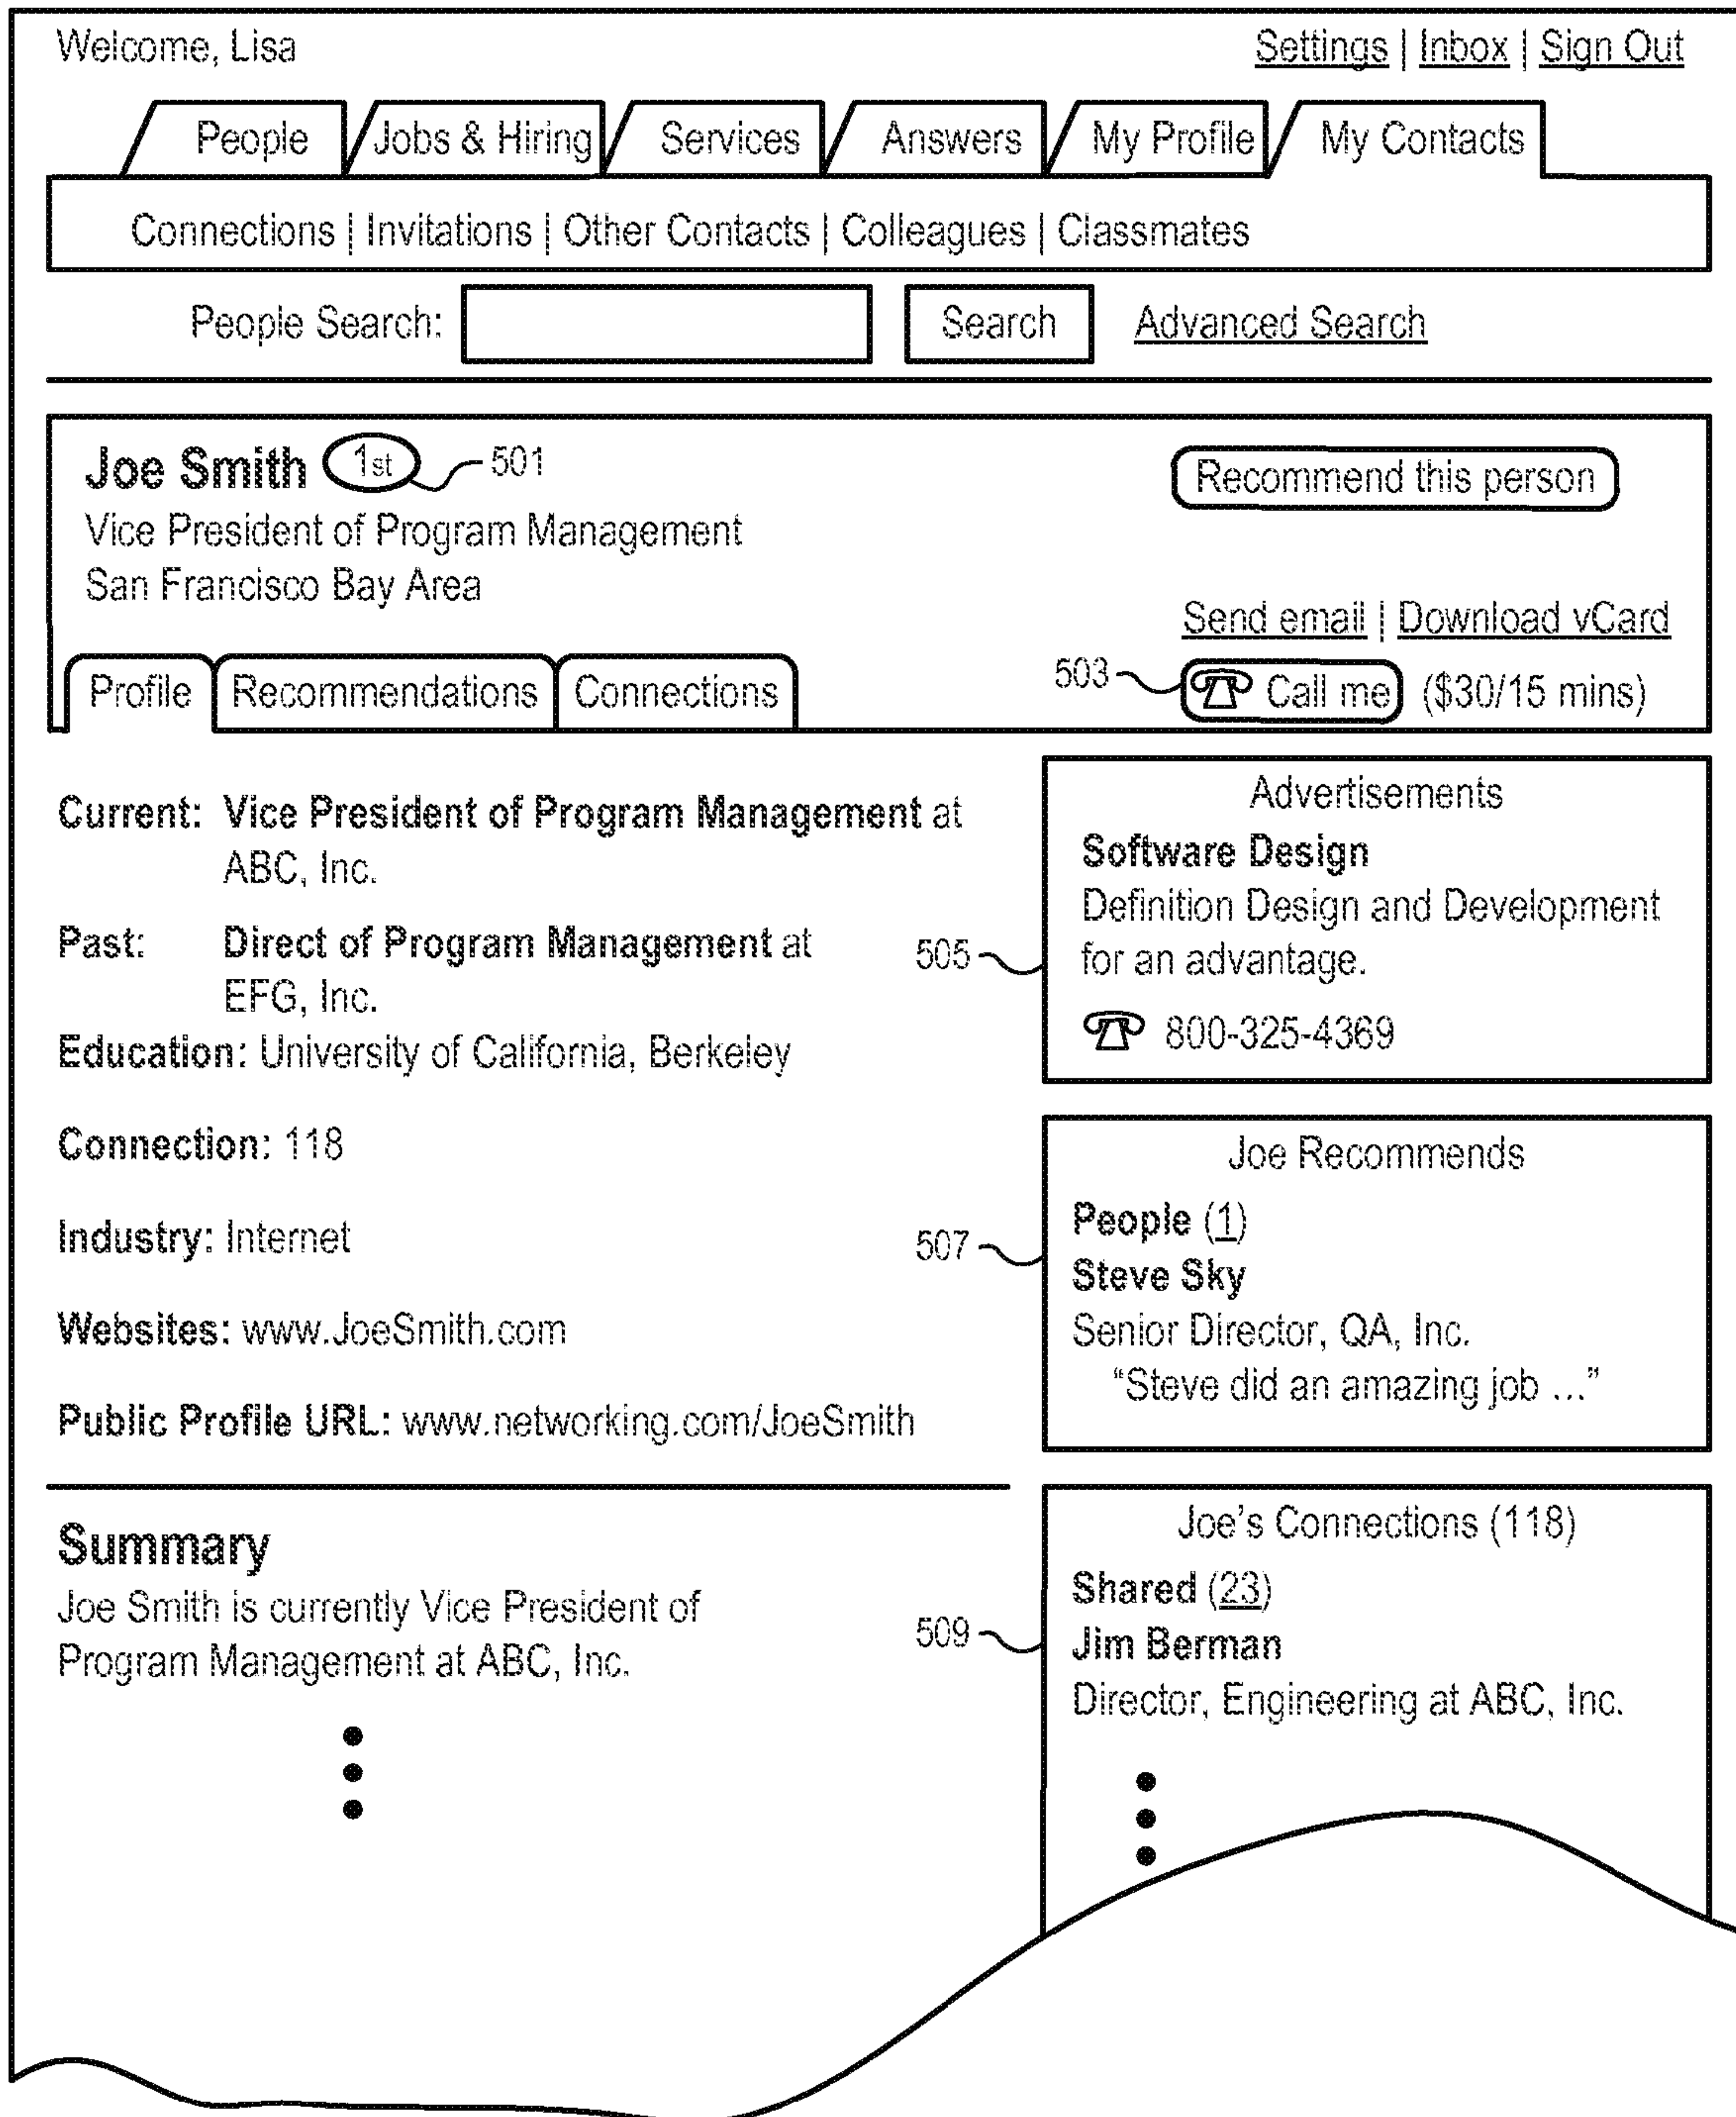 Welcome, Lisa
Settings | Inbox | Sign Out
People
Jobs & Hiring
Services
Answers
My Profile
My Contacts
Connections | Invitations | Other Contacts | Colleagues | Classmates
People Search:
Search
Advanced Search
Joe Smith 1st 501
Recommend this person
Vice President of Program Management
San Francisco Bay Area
Send email | Download vCard
503 Call me ($30/15 mins)
Profile
Recommendations
Connections
Current: Vice President of Program Management at
ABC, Inc.
Past: Direct of Program Management at
EFG, Inc.
Education: University of California, Berkeley
Connection: 118
Industry: Internet
Websites: www.JoeSmith.com
Public Profile URL: www.networking.com/JoeSmith
Summary
Joe Smith is currently Vice President of
Program Management at ABC, Inc.
505
Advertisements
Software Design
Definition Design and Development
for an advantage.
800-325-4369
507
Joe Recommends
People (1)
Steve Sky
Senior Director, QA, Inc.
“Steve did an amazing job ...”
509
Joe’s Connections (118)
Shared (23)
Jim Berman
Director, Engineering at ABC, Inc.